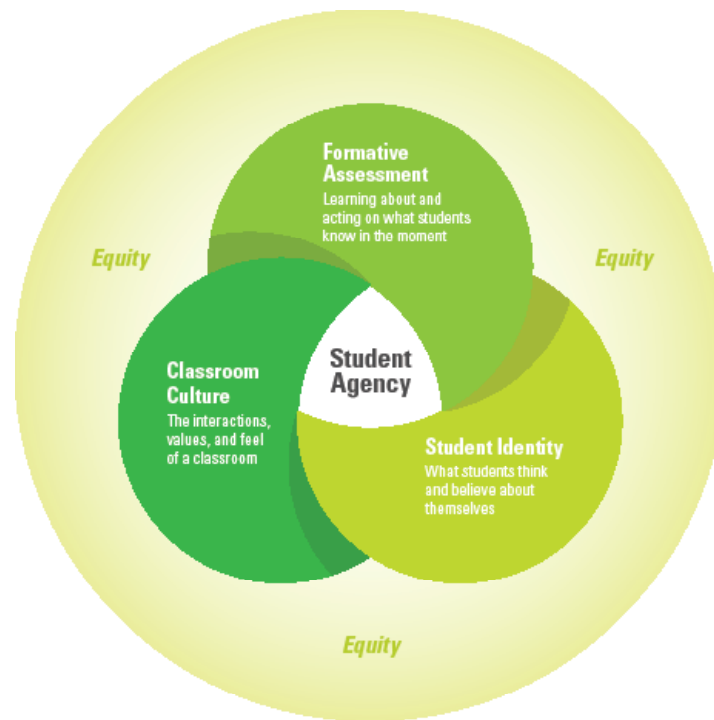 Formative
Assessment
Learning about and
acting on what students
know in the moment
Equity
Equity
Student
Agency
Classroom
Culture
The interactions,
values, and feel
of a classroom
Student Identity
What students think
and believe about
themselves
Equity